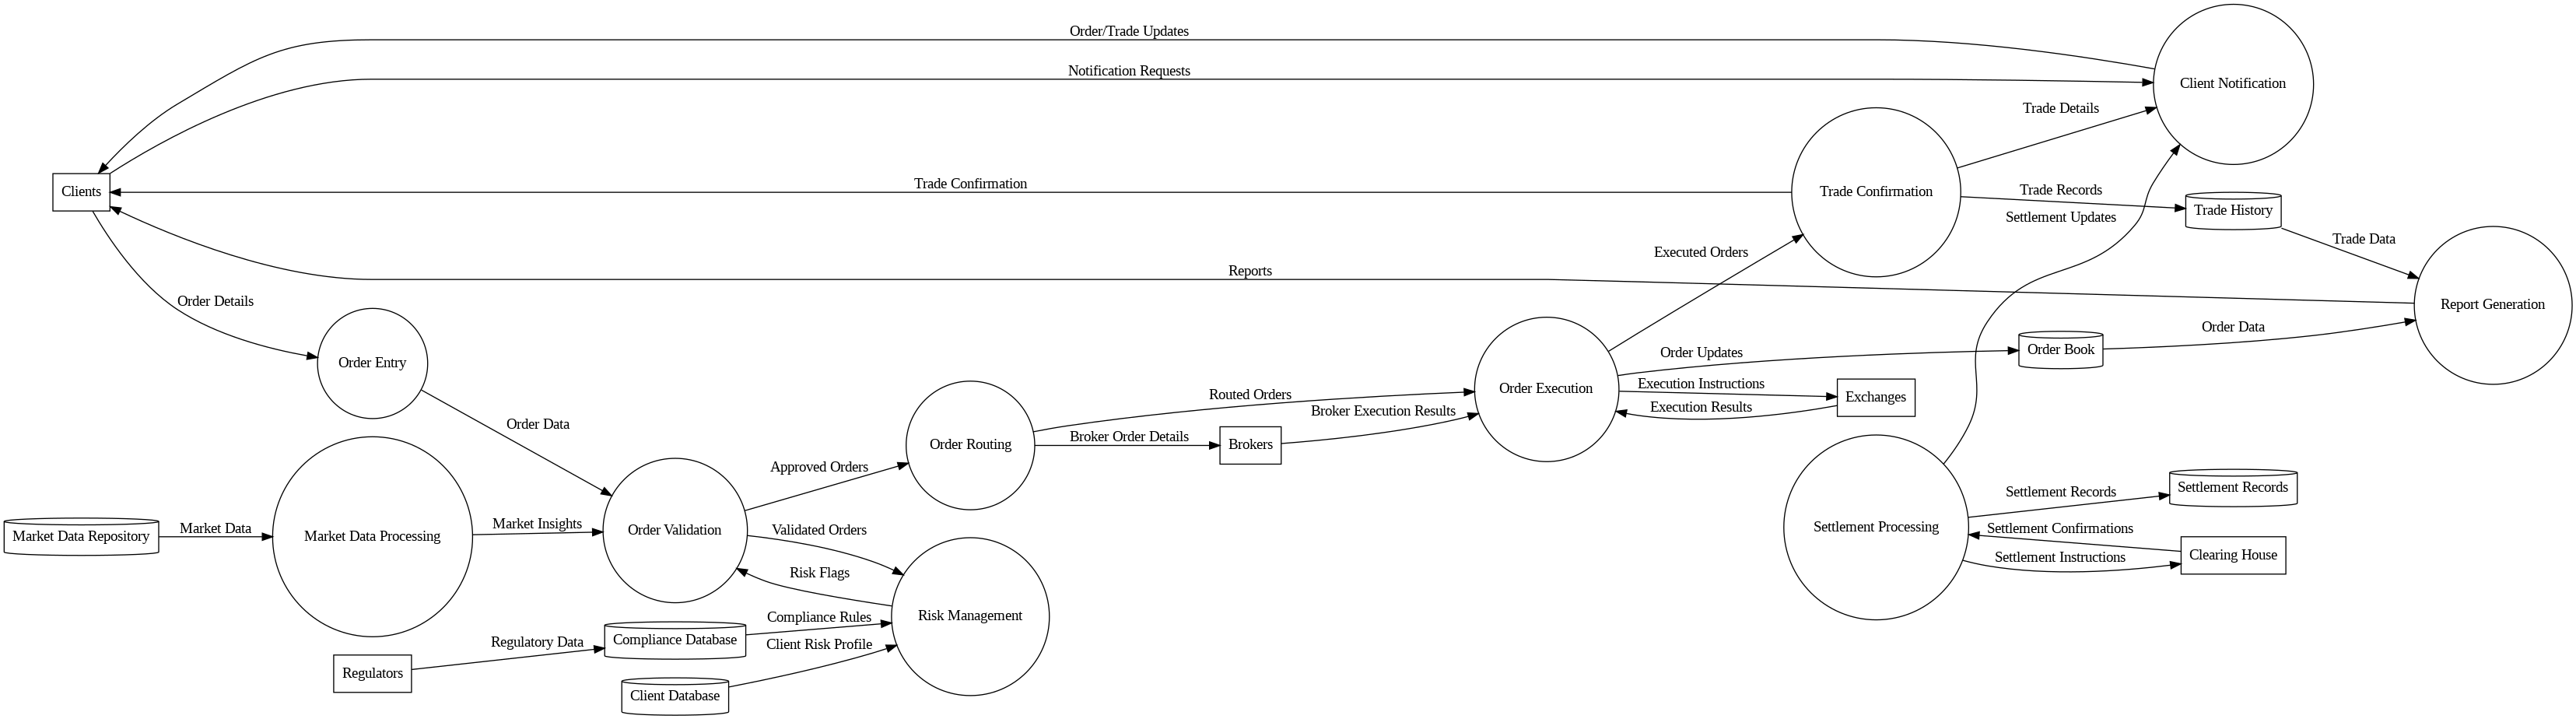 Order/Trade Updates
Notification Requests
Client Notification
Trade Details
Clients
Trade Confirmation
Trade Confirmation
Trade Records
Trade History
Settlement Updates
Trade Data
Executed Orders
Reports
Report Generation
Order Details
Order Entry
Order Data
Order Updates
Order Book
Order Data
Order Execution
Execution Instructions
Exchanges
Execution Results
Routed Orders
Broker Execution Results
Order Routing
Broker Order Details
Brokers
Approved Orders
Market Data Repository
Market Data
Market Data Processing
Market Insights
Order Validation
Validated Orders
Risk Flags
Risk Management
Settlement Processing
Settlement Records
Settlement Records
Settlement Confirmations
Clearing House
Settlement Instructions
Compliance Rules
Compliance Database
Regulatory Data
Regulators
Client Risk Profile
Client Database